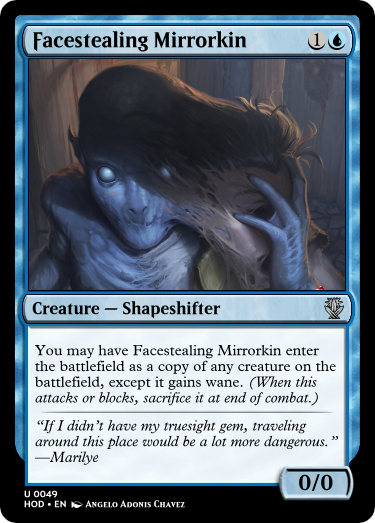 Facestealing Mirrorkin 1
Creature — Shapeshifter
You may have Facestealing Mirrorkin enter
the battlefield as a copy of any creature on the
battlefield, except it gains wane. (When this
attacks or blocks, sacrifice it at end of combat.)
“If I didn’t have my truesight gem, traveling
around this place would be a lot more dangerous.”
—Marilye
0/0
U 0049
HOD • EN Angelo Adonis Chavez